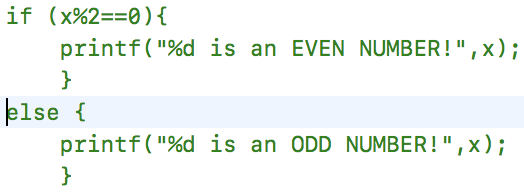 if (x%2==0){
    printf("%d is an EVEN NUMBER!",x);
    }
else {
    printf("%d is an ODD NUMBER!",x);
    }